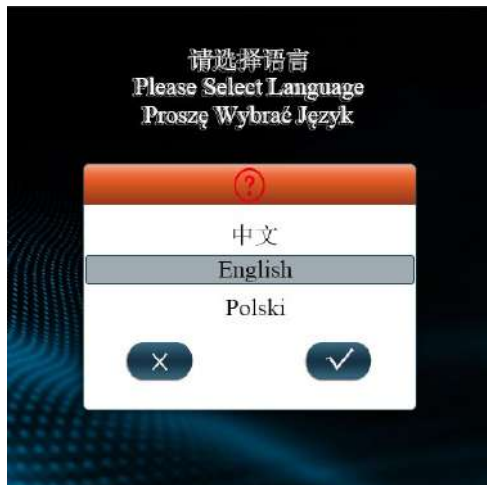 请选择语言
Please Select Language
Proszę Wybrać Język
?
中文
English
Polski